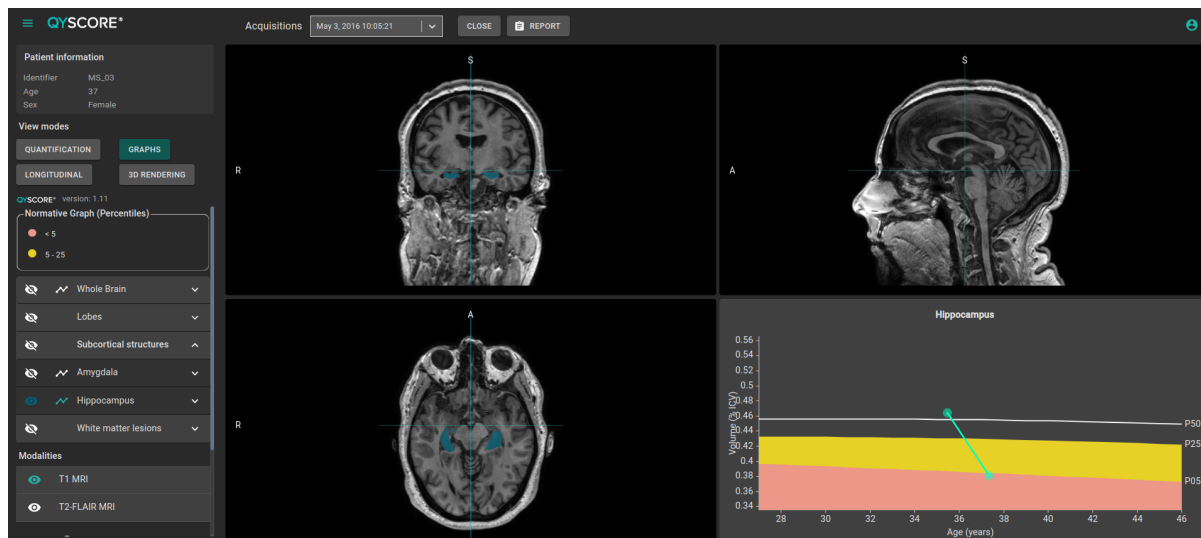 QYSCORE®
Acquisitions
May 3, 2016 10:05:21
CLOSE
REPORT
Patient information
Identifier MS_03
Age 37
Sex Female
View modes
QUANTIFICATION
GRAPHS
LONGITUDINAL
3D RENDERING
QYSCORE® version: 1.11
Normative Graph (Percentiles)
< 5
5 - 25
Whole Brain
Lobes
Subcortical structures
Amygdala
Hippocampus
White matter lesions
Modalities
T1 MRI
T2-FLAIR MRI
S
R
S
A
A
R
Hippocampus
Volume (% ICV)
0.56
0.54
0.52
0.5
0.48
0.46
0.44
0.42
0.4
0.38
0.36
0.34
P50
P25
P05
28 30 32 34 36 38 40 42 44 46
Age (years)